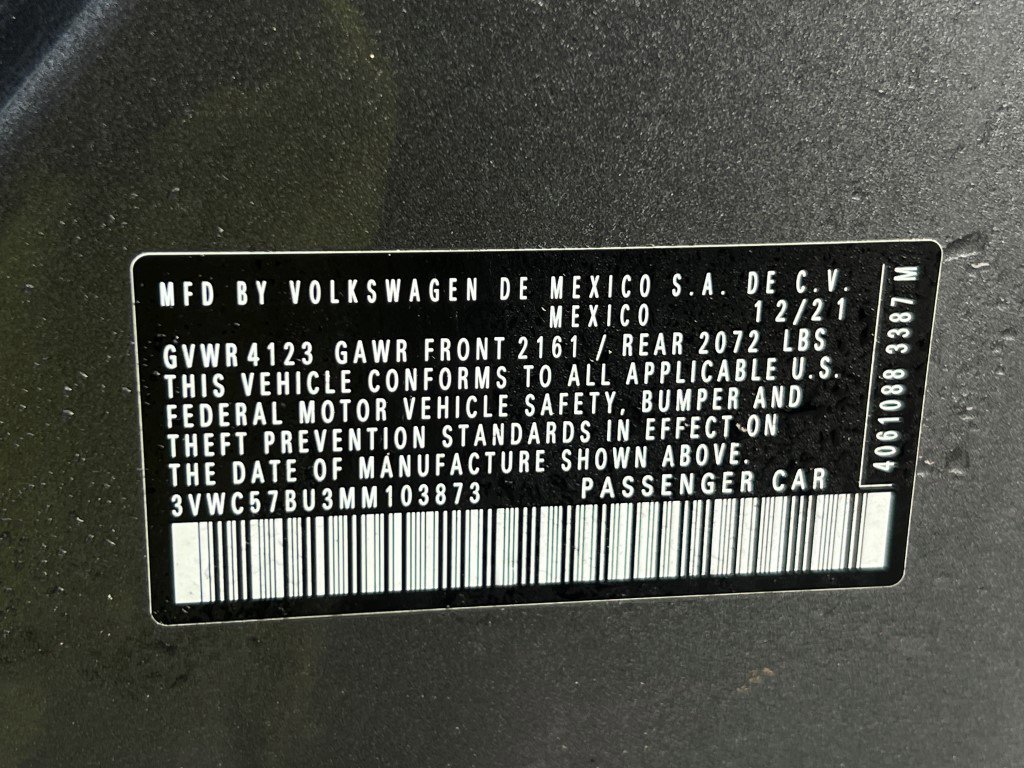 MFD BY VOLKSWAGEN DE MEXICO S.A. DE C.V.
MEXICO 12/21
GVWR 4123 GAWR FRONT 2161 / REAR 2072 LBS
THIS VEHICLE CONFORMS TO ALL APPLICABLE U.S.
FEDERAL MOTOR VEHICLE SAFETY, BUMPER AND
THEFT PREVENTION STANDARDS IN EFFECT ON
THE DATE OF MANUFACTURE SHOWN ABOVE.
3VWC57BU3MM103873 PASSENGER CAR
4061088 3387 M